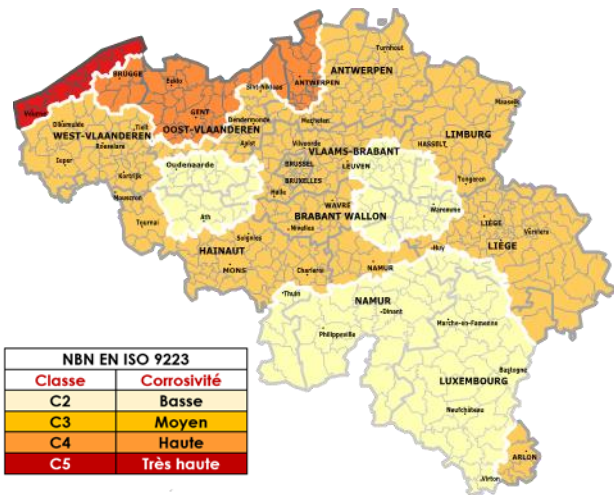 BRUGGE
Eeklo
Turnhout
ANTWERPEN
Sint-Niklaas
ANTWERPEN
GENT
Maaseik
Veurne
Diksmuide
Tielt
Dendermonde
Mechelen
WEST-VLAANDEREN
OOST-VLAANDEREN
LIMBURG
Roeselare
Aalst
Vilvoorde
VLAAMS-BRABANT
HASSELT
Ieper
Oudenaarde
BRUSSEL
LEUVEN
Kortrijk
BRUXELLES
Tongeren
Mouscron
Halle
WAVRE
Waremme
Ath
BRABANT WALLON
Tournai
Nivelles
LIÈGE
Verviers
Soignies
HAINAUT
Huy
LIÈGE
MONS
Charleroi
NAMUR
Thuin
NAMUR
Dinant
Philippeville
Marche-en-Famenne
Bastogne
LUXEMBOURG
Neufchâteau
ARLON
Virton
NBN EN ISO 9223
Classe Corrosivité
C2 Basse
C3 Moyen
C4 Haute
C5 Très haute